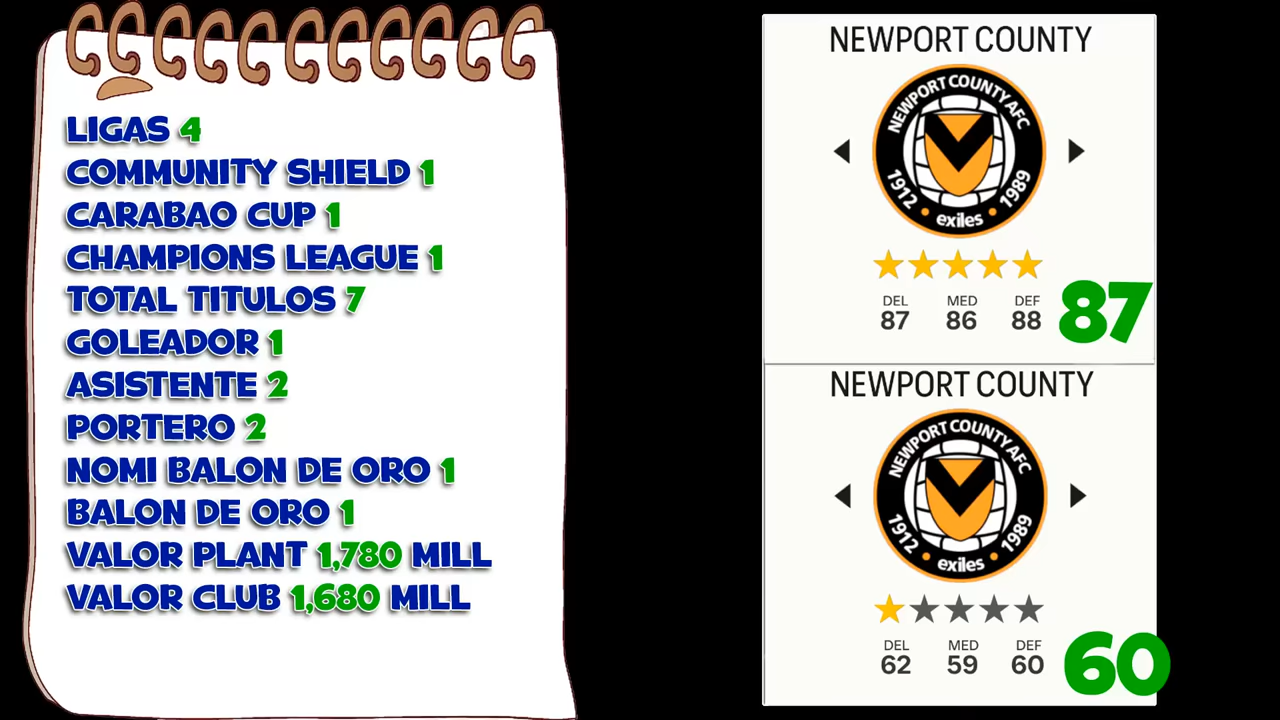 LIGAS 4
COMMUNITY SHIELD 1
CARABAO CUP 1
CHAMPIONS LEAGUE 1
TOTAL TITULOS 7
GOLEADOR 1
ASISTENTE 2
PORTERO 2
NOMI BALON DE ORO 1
BALON DE ORO 1
VALOR PLANT 1,780 MILL
VALOR CLUB 1,680 MILL
NEWPORT COUNTY
NEWPORT COUNTY AFC
1912 • exiles • 1989
DEL MED DEF
87 86 88
87
NEWPORT COUNTY
NEWPORT COUNTY AFC
1912 • exiles • 1989
DEL MED DEF
62 59 60
60